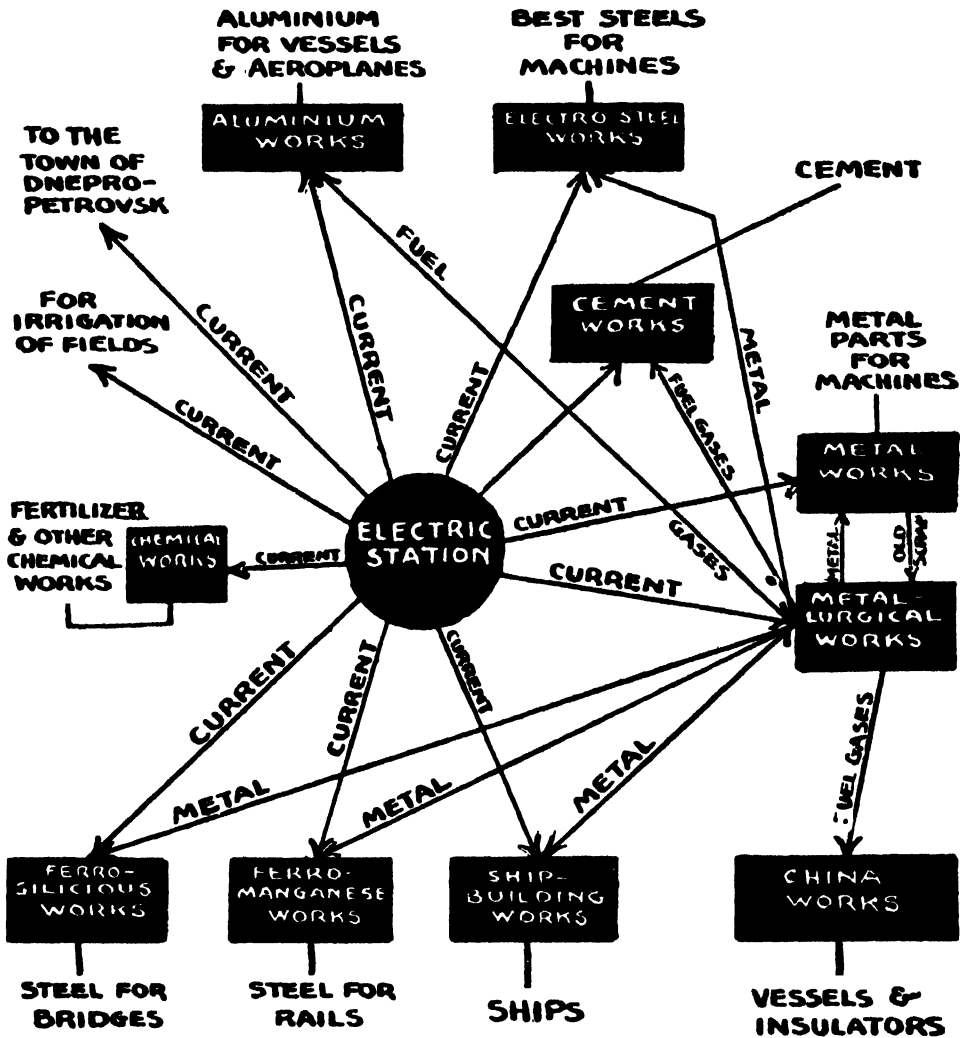 ALUMINIUM
FOR VESSELS
& AEROPLANES
BEST STEELS
FOR
MACHINES
ALUMINIUM
WORKS
ELECTRO STEEL
WORKS
TO THE
TOWN OF
DNEPRO-
PETROVSK
CEMENT
FUEL
GASES
FOR
IRRIGATION
OF FIELDS
CURRENT
CURRENT
CURRENT
CURRENT
CEMENT
WORKS
METAL
FUEL GASES
METAL
PARTS
FOR
MACHINES
METAL
WORKS
FERTILIZER
& OTHER
CHEMICAL
WORKS
CHEMICAL
WORKS
CURRENT
ELECTRIC
STATION
CURRENT
CURRENT
METAL
OLD
SCRAP
METAL-
LURGICAL
WORKS
CURRENT
CURRENT
CURRENT
METAL
METAL
METAL
FUEL GASES
FERRO-
SILICIOUS
WORKS
FERRO-
MANGANESE
WORKS
SHIP-
BUILDING
WORKS
CHINA
WORKS
STEEL FOR
BRIDGES
STEEL FOR
RAILS
SHIPS
VESSELS &
INSULATORS